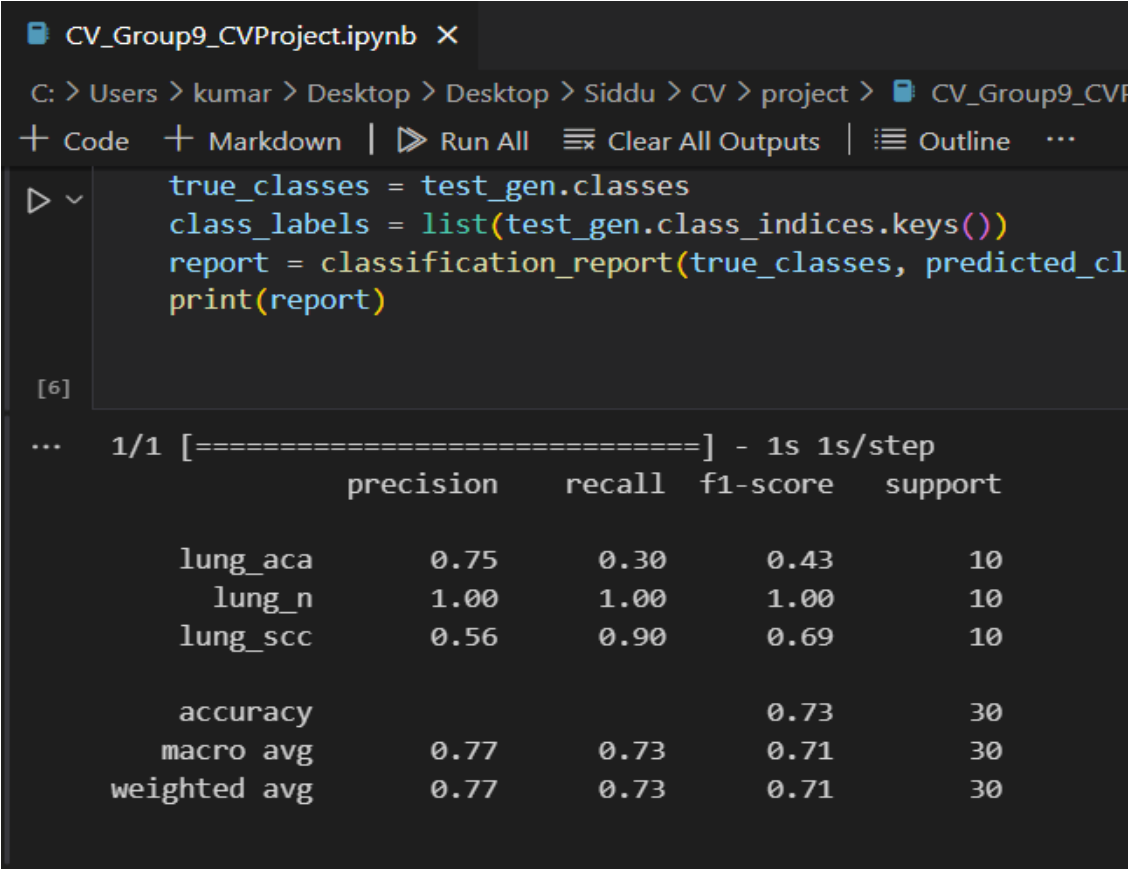 CV_Group9_CVProject.ipynb ×
C: > Users > kumar > Desktop > Desktop > Siddu > CV > project > CV_Group9_CVP
+ Code + Markdown | Run All Clear All Outputs | Outline ...
true_classes = test_gen.classes
class_labels = list(test_gen.class_indices.keys())
report = classification_report(true_classes, predicted_cl
print(report)
[6]
... 1/1 [==============================] - 1s 1s/step
precision recall f1-score support
lung_aca 0.75 0.30 0.43 10
lung_n 1.00 1.00 1.00 10
lung_scc 0.56 0.90 0.69 10
accuracy 0.73 30
macro avg 0.77 0.73 0.71 30
weighted avg 0.77 0.73 0.71 30